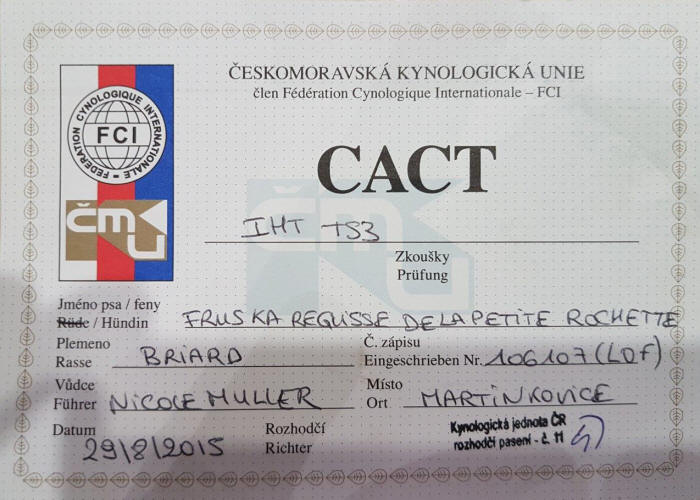 ČESKOMORAVSKÁ KYNOLOGICKÁ UNIE
člen Fédération Cynologique Internationale – FCI
FEDERATION CYNOLOGIQUE INTERNATIONALE
FCI
ČMKU
CACT
IHT TS3
Zkoušky
Prüfung
Jméno psa / feny
Rüde / Hündin FRUSKA REGLISSE DE LA PETITE ROCHETTE
Plemeno Č. zápisu
Rasse BRIARD Eingeschrieben Nr. 106107 (LOF)
Vůdce Místo
Führer NICOLE MULLER Ort MARTINKOVICE
Datum Rozhodčí Kynologická jednota ČR
29/8/2015 Richter rozhodčí pasení - č. 11